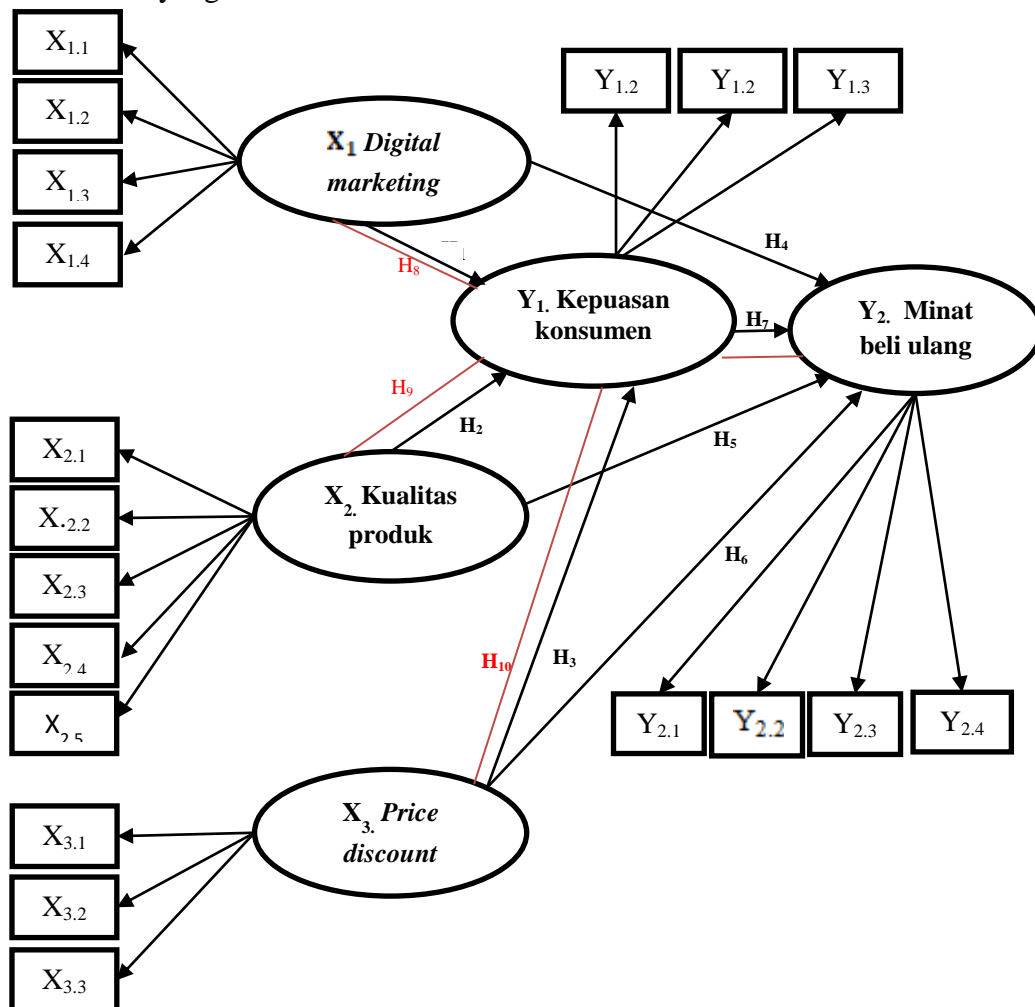 X1.1
X1.2
X1.3
X1.4
X1 Digital
marketing
Y1.2
Y1.2
Y1.3
H4
H8
Y1. Kepuasan
konsumen
H7
Y2. Minat
beli ulang
H9
H2
H5
X2.1
X.2.2
X2.3
X2.4
X2.5
X2. Kualitas
produk
H6
H10
H3
Y2.1
Y2.2
Y2.3
Y2.4
X3. Price
discount
X3.1
X3.2
X3.3